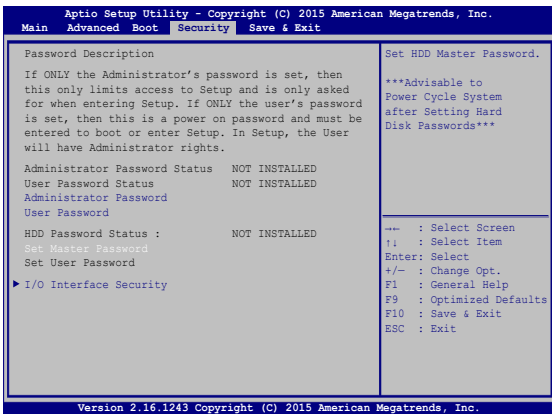 Aptio Setup Utility - Copyright (C) 2015 American Megatrends, Inc.
Main Advanced Boot Security Save & Exit
Password Description
If ONLY the Administrator's password is set, then
this only limits access to Setup and is only asked
for when entering Setup. If ONLY the user's password
is set, then this is a power on password and must be
entered to boot or enter Setup. In Setup, the User
will have Administrator rights.
Administrator Password Status NOT INSTALLED
User Password Status NOT INSTALLED
Administrator Password
User Password
HDD Password Status : NOT INSTALLED
Set Master Password
Set User Password
▶ I/O Interface Security
Set HDD Master Password.
***Advisable to
Power Cycle System
after Setting Hard
Disk Passwords***
→← : Select Screen
↑↓ : Select Item
Enter: Select
+/— : Change Opt.
F1 : General Help
F9 : Optimized Defaults
F10 : Save & Exit
ESC : Exit
Version 2.16.1243 Copyright (C) 2015 American Megatrends, Inc.